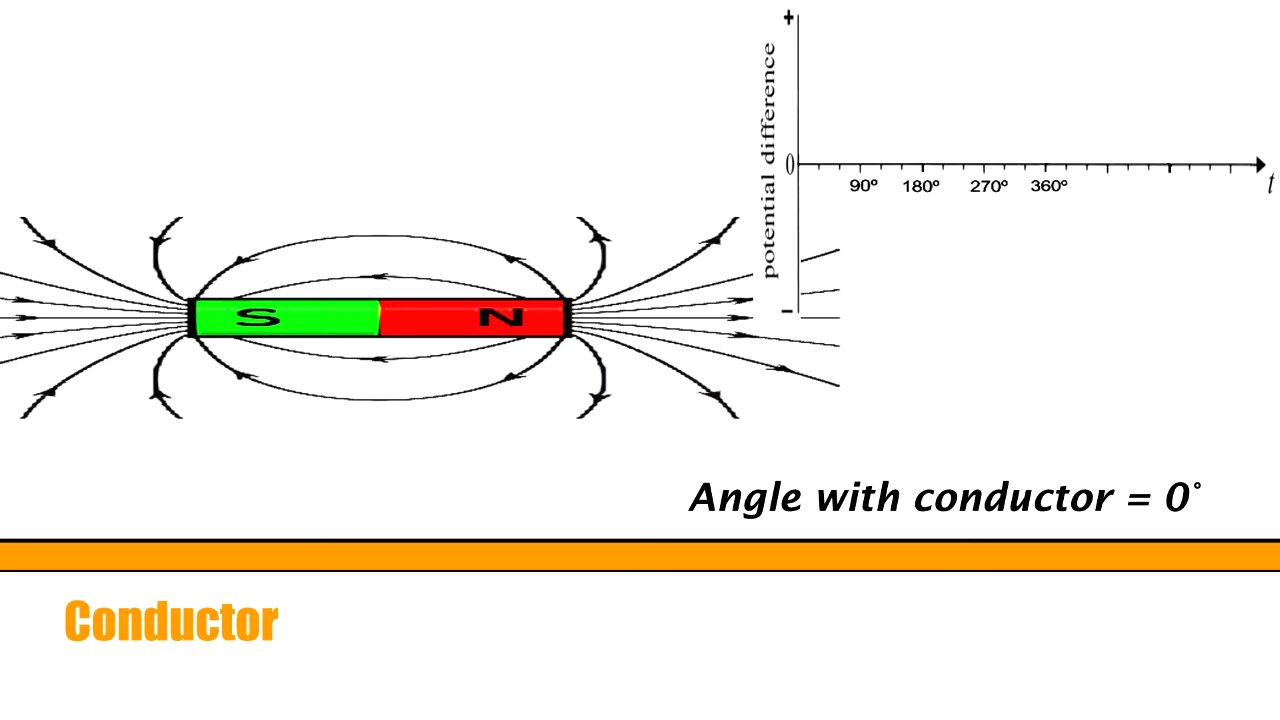 +
potential difference
0
90º 180º 270º 360º
t
-
S N
Angle with conductor = 0°
Conductor